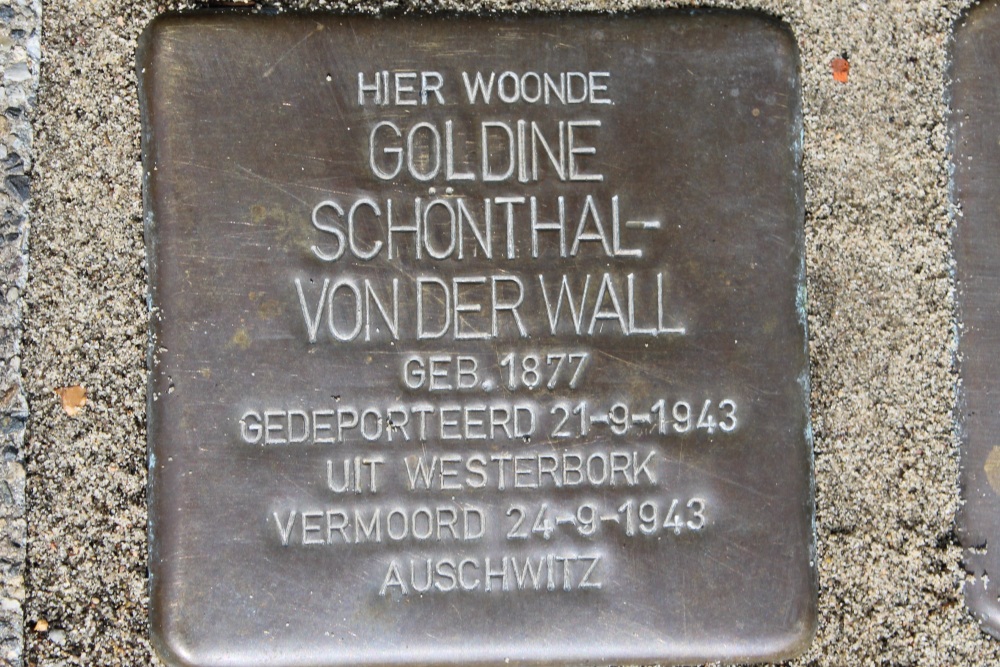 HIER WOONDE
GOLDINE
SCHÖNTHAL-
VON DER WALL
GEB. 1877
GEDEPORTEERD 21-9-1943
UIT WESTERBORK
VERMOORD 24-9-1943
AUSCHWITZ